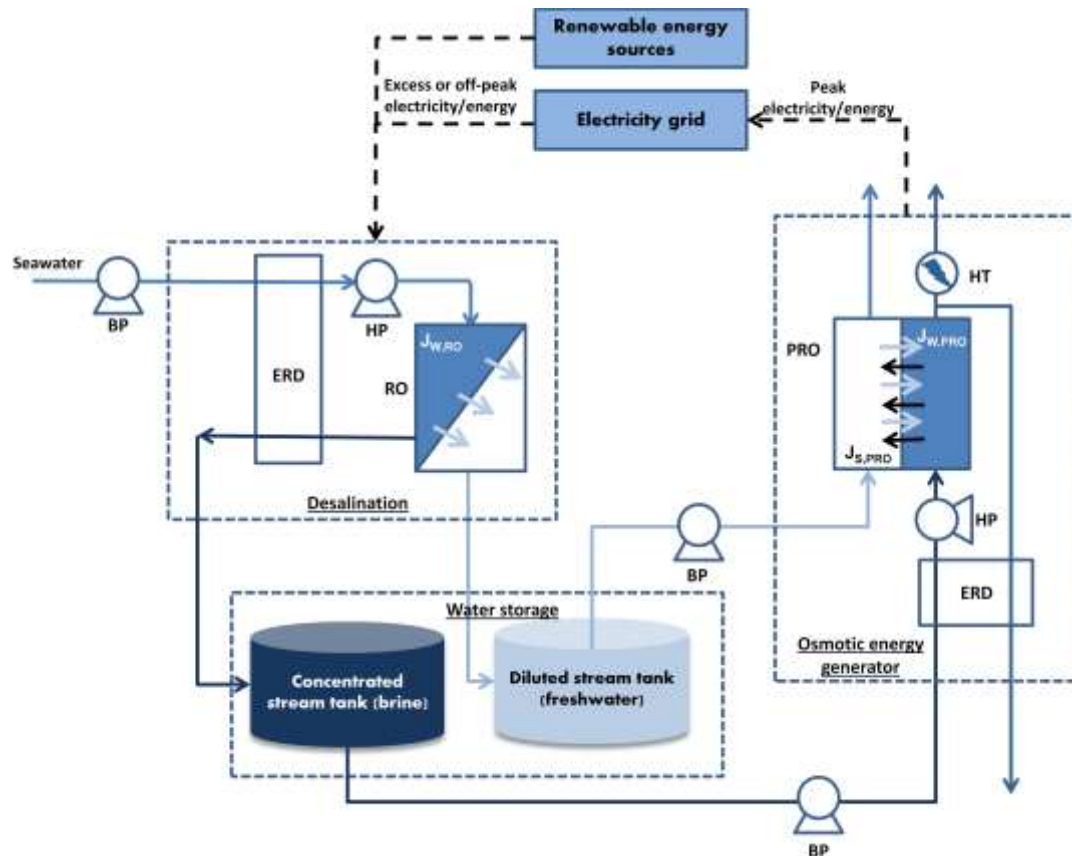 Renewable energy
sources
Excess or off-peak
electricity/energy
Electricity grid
Peak
electricity/energy
Seawater
BP
HP
ERD
RO
J_W,RO
Desalination
HT
PRO
J_W,PRO
J_S,PRO
HP
BP
ERD
Osmotic energy
generator
Water storage
Concentrated
stream tank (brine)
Diluted stream tank
(freshwater)
BP